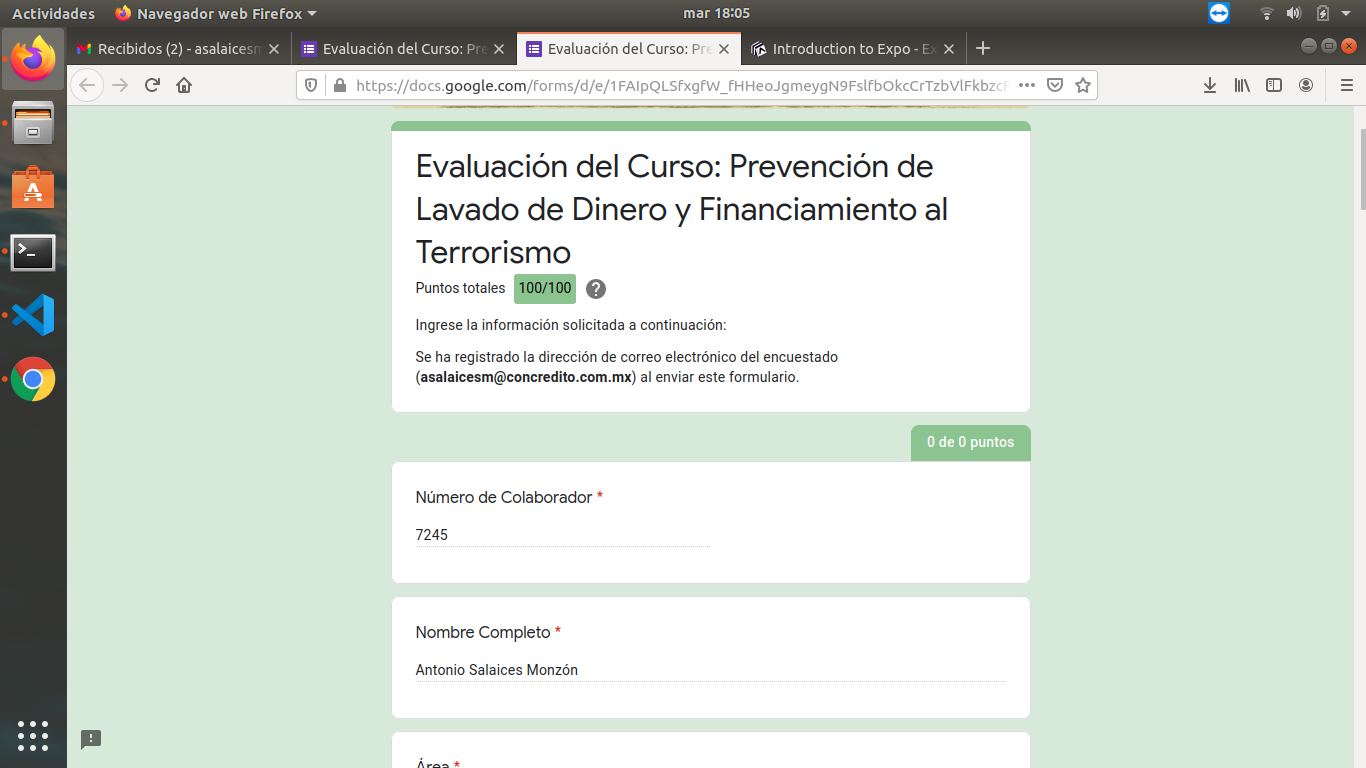 Actividades
Navegador web Firefox
mar 18:05
Recibidos (2) - asalaicesm
Evaluación del Curso: Pre
Evaluación del Curso: Pre
Introduction to Expo - Ex
https://docs.google.com/forms/d/e/1FAIpQLSfxgfW_fHHeoJgmeygN9FslfbOkcCrTzbVlFkbzcF
Evaluación del Curso: Prevención de
Lavado de Dinero y Financiamiento al
Terrorismo
Puntos totales 100/100
Ingrese la información solicitada a continuación:
Se ha registrado la dirección de correo electrónico del encuestado
(asalaicesm@concredito.com.mx) al enviar este formulario.
0 de 0 puntos
Número de Colaborador *
7245
Nombre Completo *
Antonio Salaices Monzón
Área *